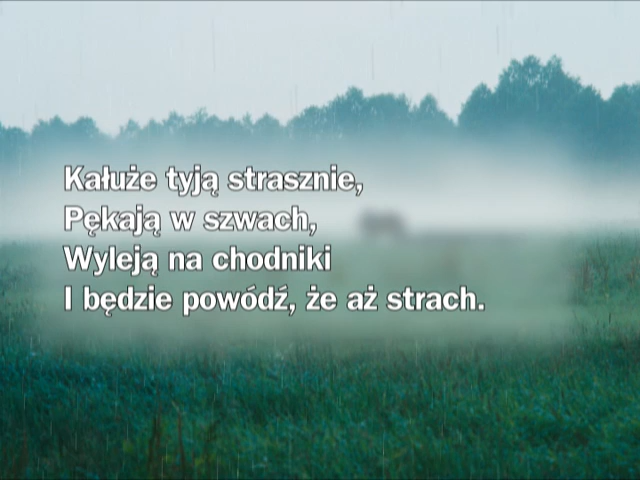 Kałuże tyją strasznie,
Pękają w szwach,
Wyleją na chodniki
I będzie powódź, że aż strach.